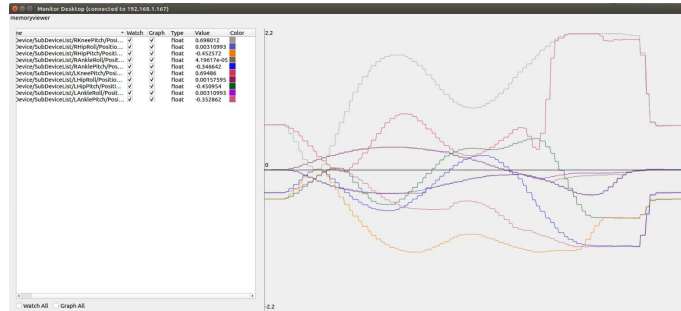 Monitor Desktop (connected to 192.168.1.167)
memoryviewer
ne Watch Graph Type Value Color
Device/SubDeviceList/RKneePitch/Positi... float 0.698012
Device/SubDeviceList/RHipRoll/Positio... float 0.00310993
Device/SubDeviceList/RHipPitch/Positi... float -0.452572
Device/SubDeviceList/RAnkleRoll/Posit... float 4.19617e-05
Device/SubDeviceList/RAnklePitch/Posi... float -0.346642
Device/SubDeviceList/LKneePitch/Posit... float 0.69486
Device/SubDeviceList/LHipRoll/Positio... float 0.00157595
Device/SubDeviceList/LHipPitch/Positi... float -0.450954
Device/SubDeviceList/LAnkleRoll/Posit... float 0.00310993
Device/SubDeviceList/LAnklePitch/Posi... float -0.352862
2.2
0
-2.2
Watch All Graph All